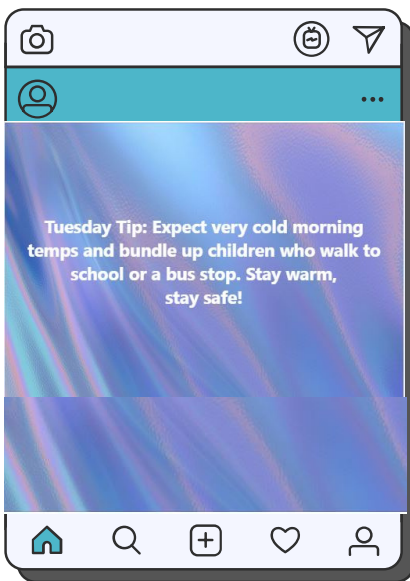 Tuesday Tip: Expect very cold morning
temps and bundle up children who walk to
school or a bus stop. Stay warm,
stay safe!